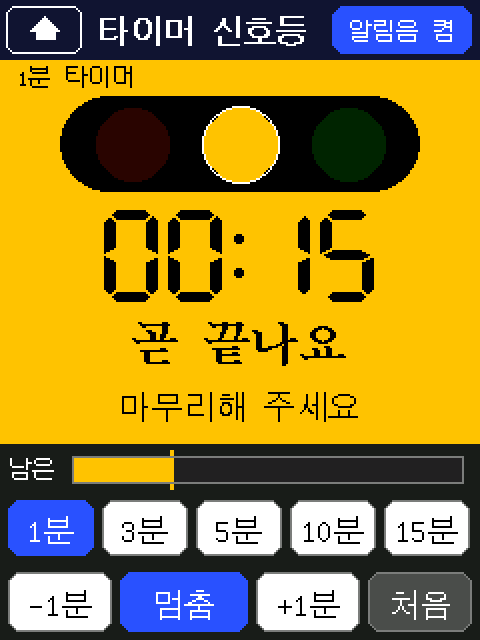 타이머 신호등 알림음 켬
1분 타이머
00:15
곧 끝나요
마무리해 주세요
남은
1분 3분 5분 10분 15분
-1분 멈춤 +1분 처음